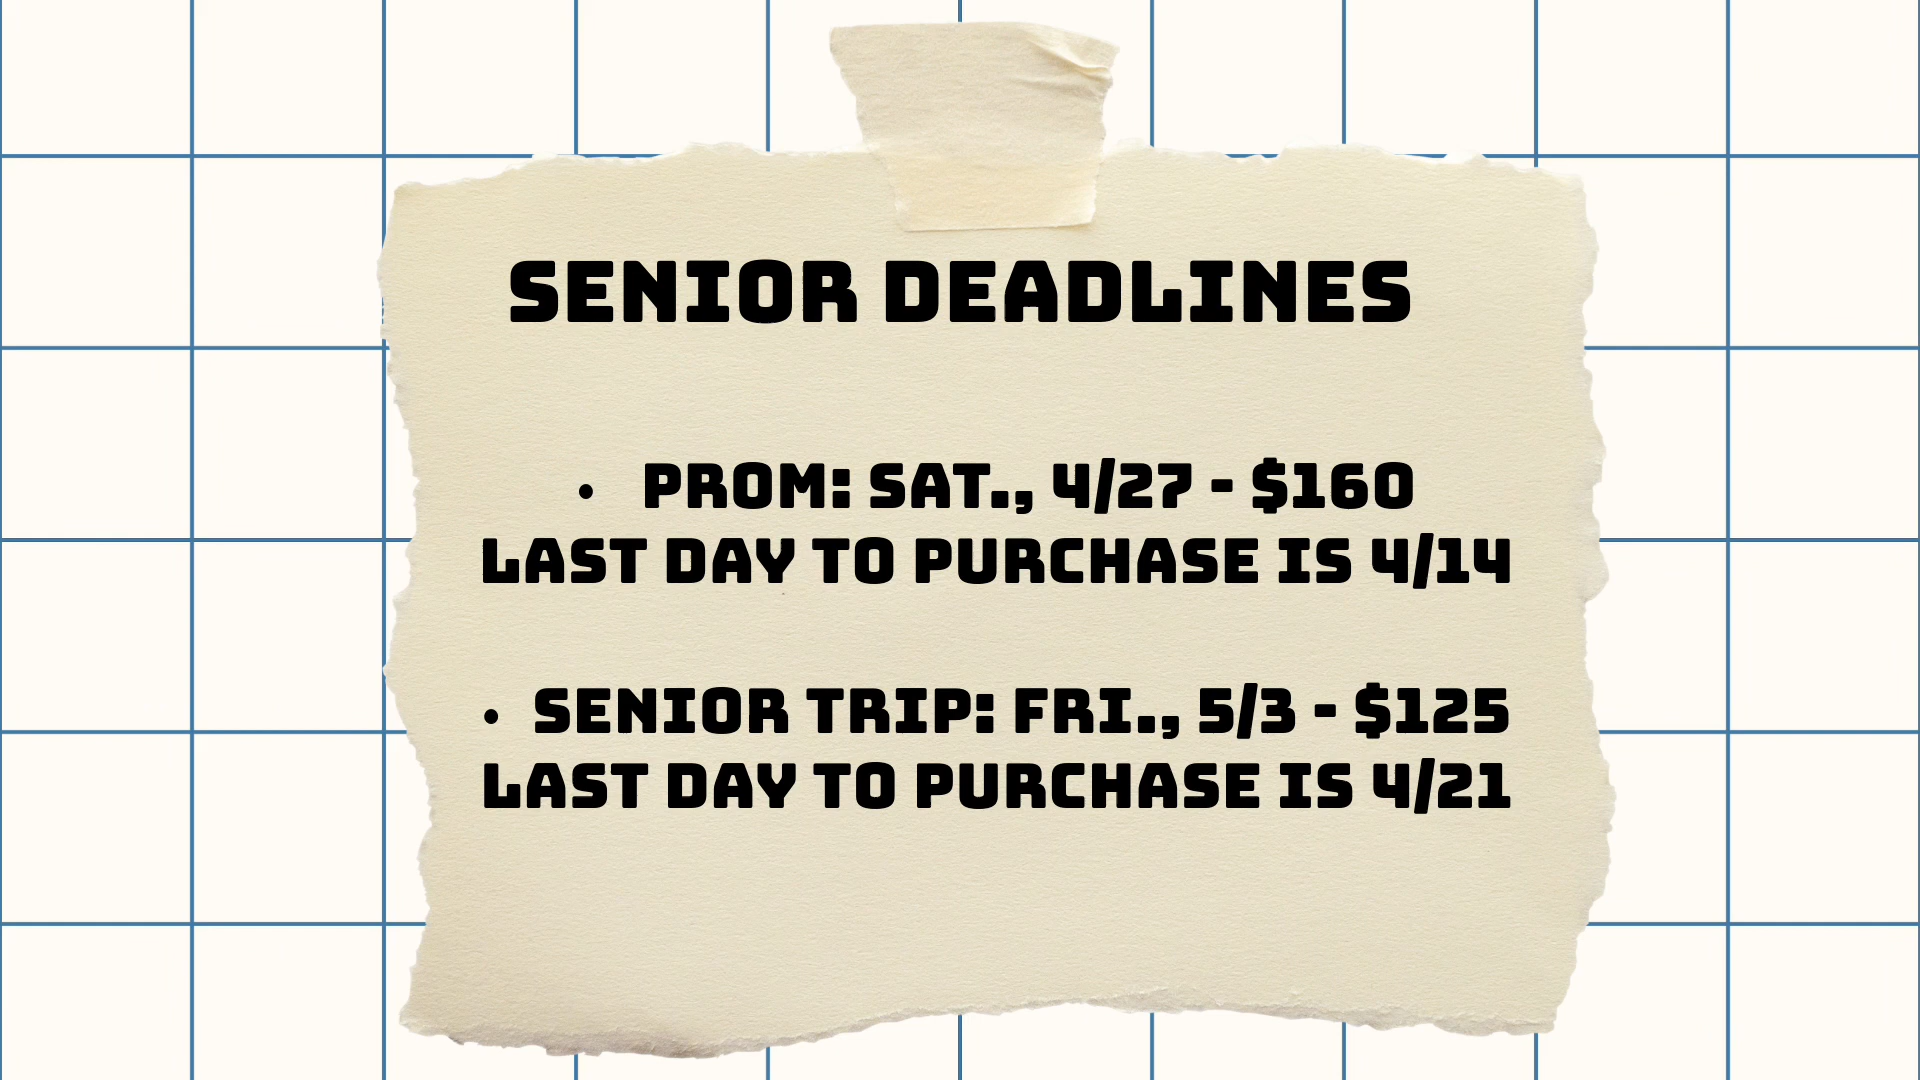 SENIOR DEADLINES
• PROM: SAT., 4/27 - $160
LAST DAY TO PURCHASE IS 4/14
• SENIOR TRIP: FRI., 5/3 - $125
LAST DAY TO PURCHASE IS 4/21